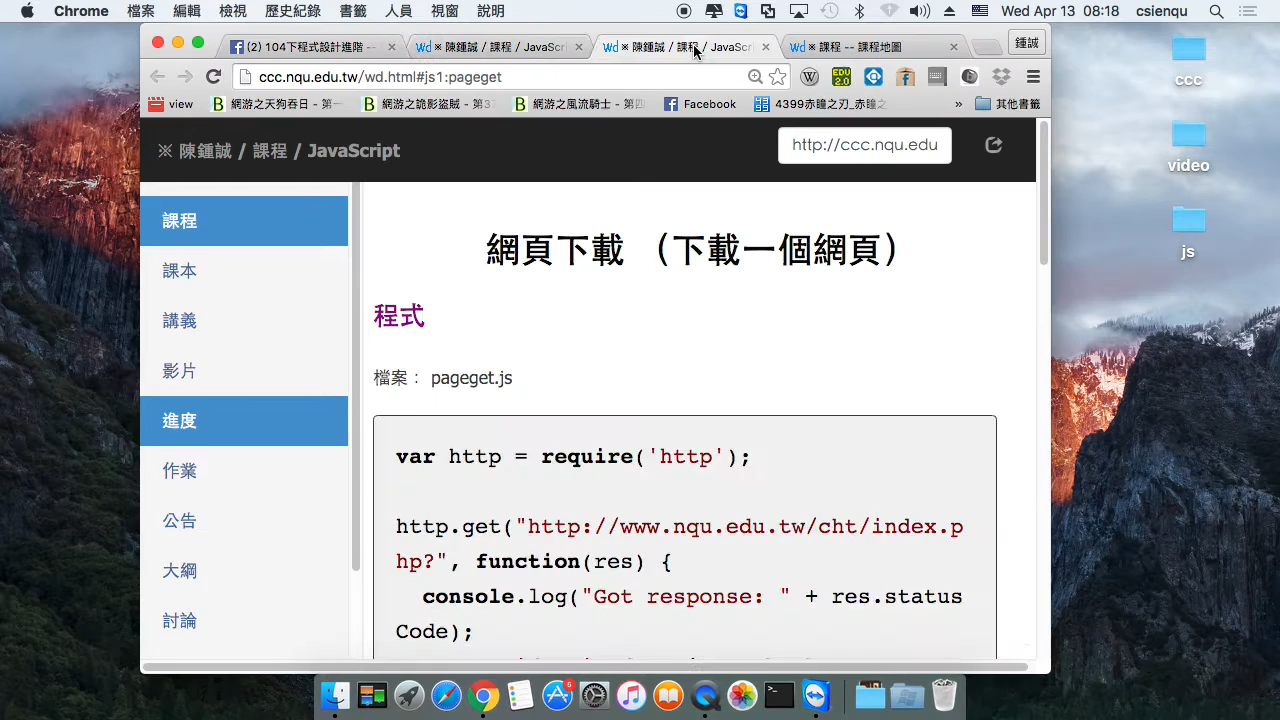 Chrome 檔案 編輯 檢視 歷史紀錄 書籤 人員 視窗 說明 Wed Apr 13 08:18 csienqu
(2) 104下程式設計進階 -- ※ 陳鍾誠 / 課程 / JavaScri ※ 陳鍾誠 / 課程 / JavaScri ※ 課程 -- 課程地圖 鍾誠
ccc.nqu.edu.tw/wd.html#js1:pageget
view 網游之天狗吞日 - 第一 網游之詭影盜賊 - 第37 網游之風流騎士 - 第四 Facebook 4399赤瞳之刃_赤瞳之 » 其他書籤
※ 陳鍾誠 / 課程 / JavaScript http://ccc.nqu.edu
課程
課本
講義
影片
進度
作業
公告
大綱
討論
網頁下載 （下載一個網頁）
程式
檔案： pageget.js
var http = require('http');
http.get("http://www.nqu.edu.tw/cht/index.p
hp?", function(res) {
console.log("Got response: " + res.status
Code);
ccc
video
js